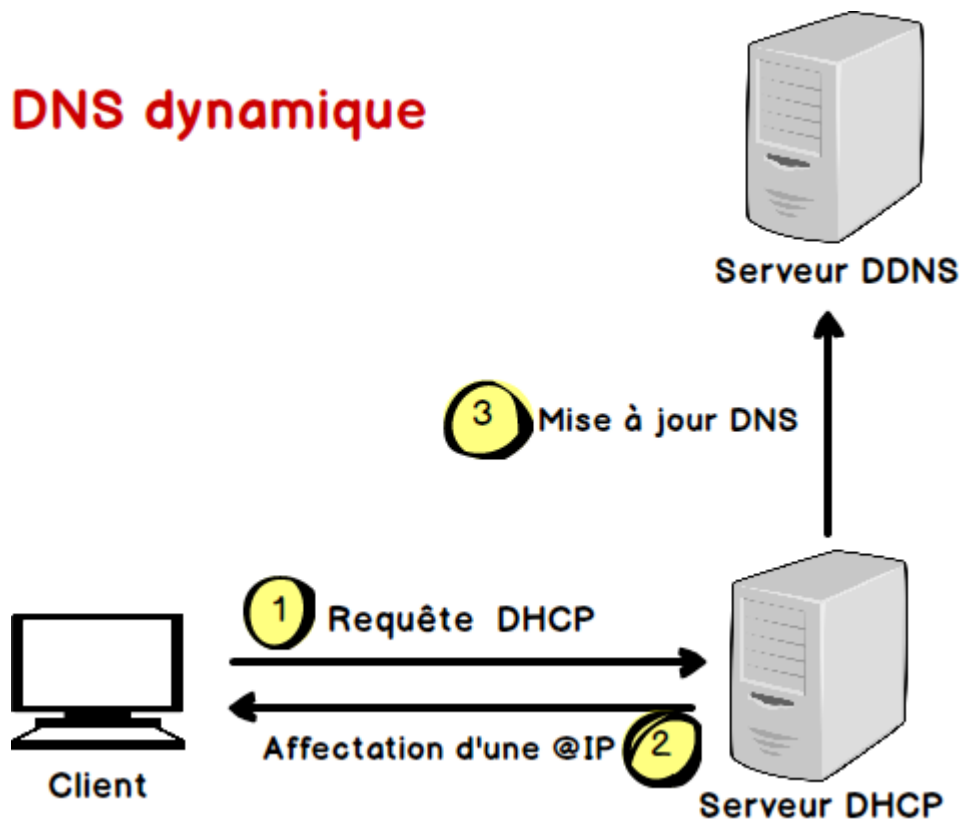 DNS dynamique
Serveur DDNS
3
Mise à jour DNS
1
Requête DHCP
Affectation d'une @IP
2
Client
Serveur DHCP